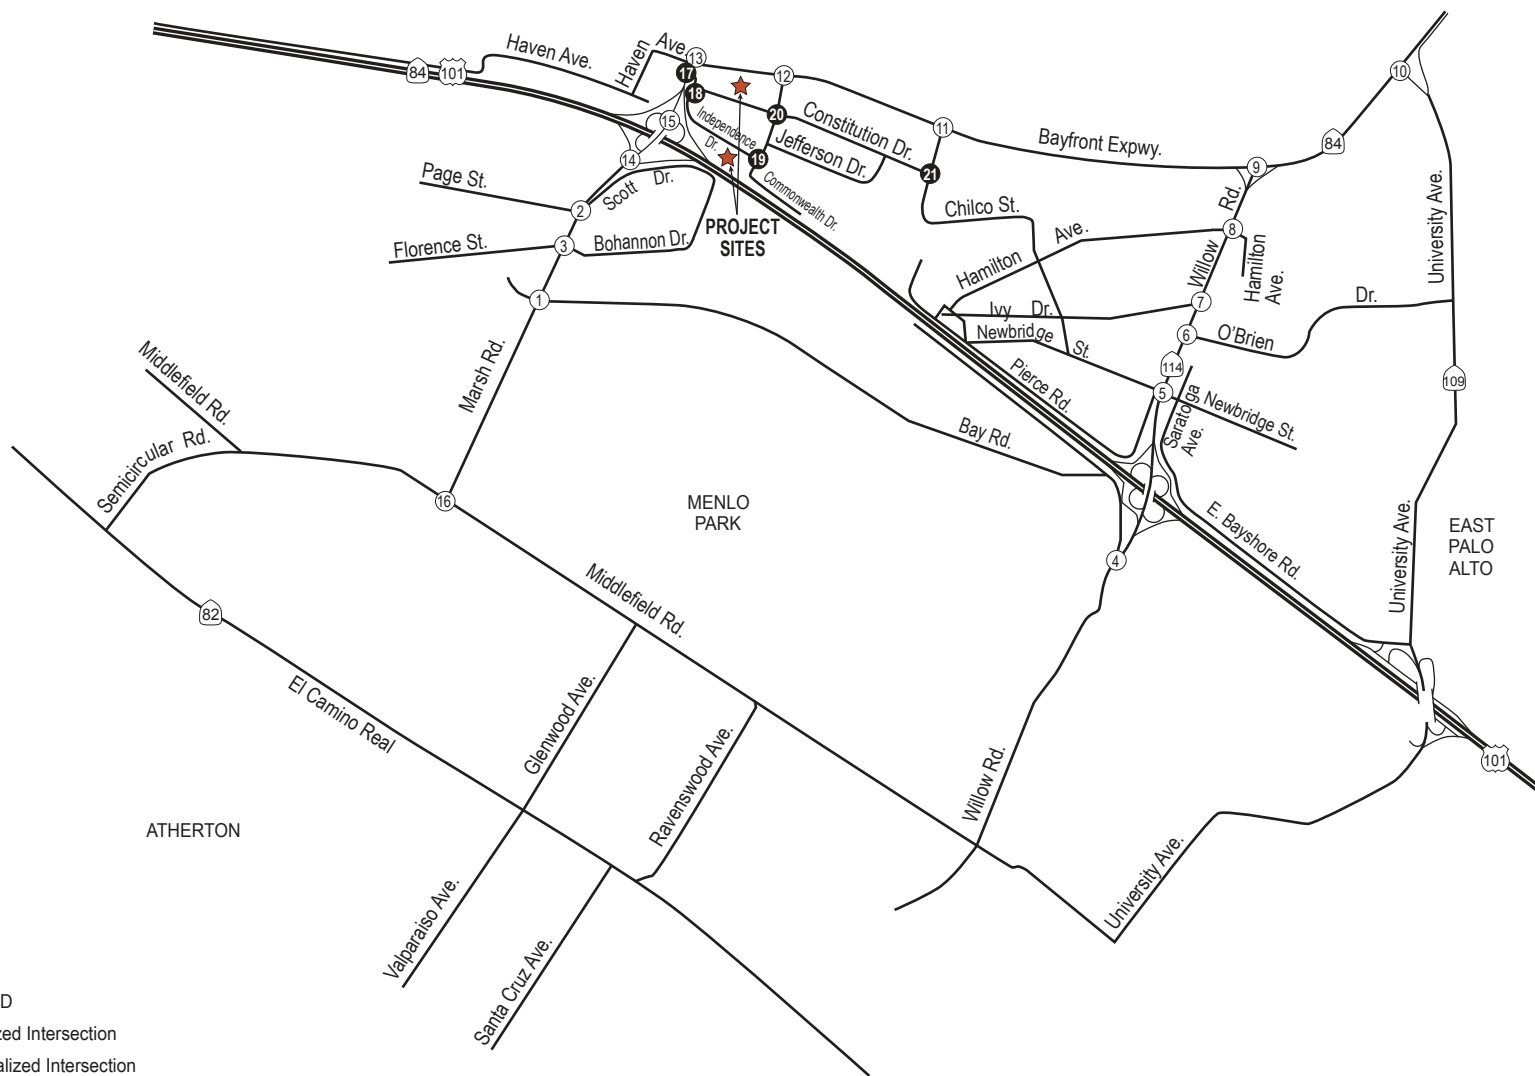 Haven Ave.
Haven
Ave.
13
84
101
17
12
10
18
20
15
Independence
Dr.
Constitution Dr.
11
Bayfront Expwy.
84
Jefferson Dr.
14
19
21
9
Page St.
Scott Dr.
Commonwealth Dr.
Rd.
University Ave.
2
Chilco St.
PROJECT
SITES
Florence St.
3
Bohannon Dr.
Hamilton Ave.
8
Willow
Hamilton
Ave.
1
Ivy Dr.
7
Dr.
Newbridge St.
6
O'Brien
Middlefield Rd.
Marsh Rd.
Pierce Rd.
114
109
5
Saratoga
Ave.
Newbridge St.
Semicircular Rd.
Bay Rd.
16
MENLO
PARK
E. Bayshore Rd.
University Ave.
EAST
PALO
ALTO
4
82
Middlefield Rd.
El Camino Real
Glenwood Ave.
Ravenswood Ave.
Willow Rd.
101
ATHERTON
University Ave.
Valparaiso Ave.
Santa Cruz Ave.
D
zed Intersection
alized Intersection